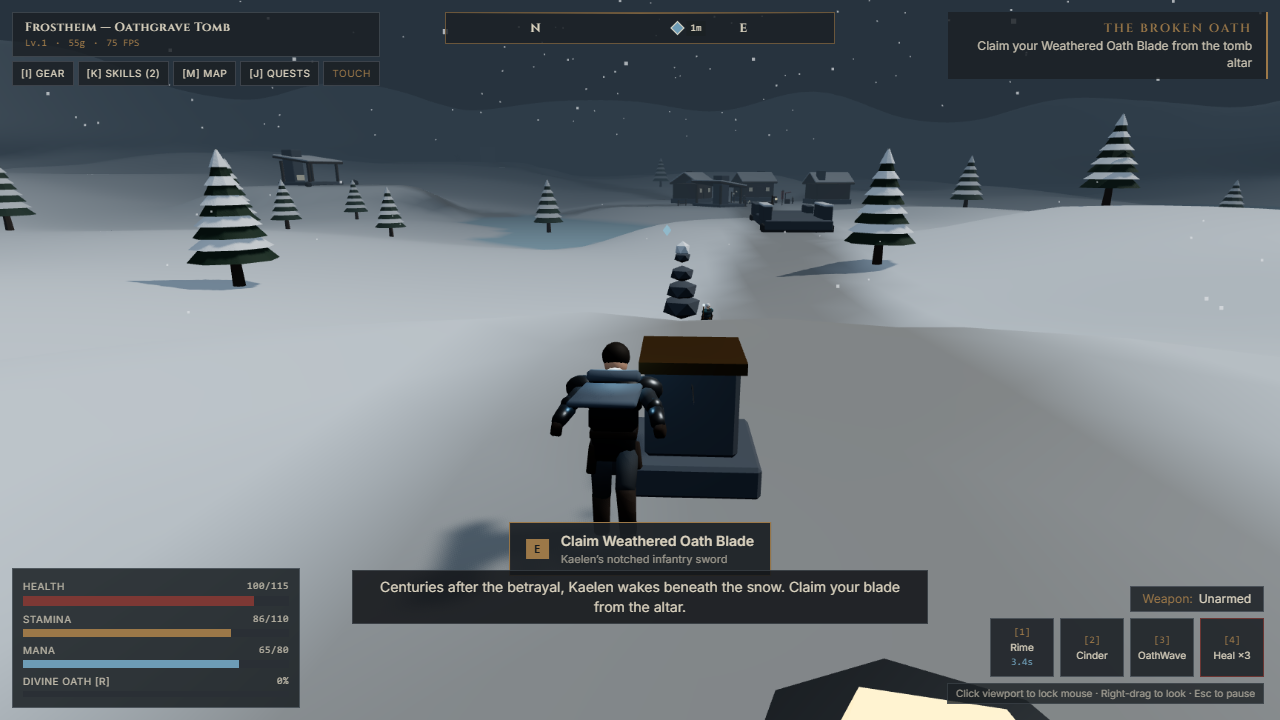 Frostheim — Oathgrave Tomb
Lv.1 · 55g · 75 FPS
[I] GEAR
[K] SKILLS (2)
[M] MAP
[J] QUESTS
TOUCH
N
1m
E
THE BROKEN OATH
Claim your Weathered Oath Blade from the tomb
altar
E
Claim Weathered Oath Blade
Kaelen's notched infantry sword
Centuries after the betrayal, Kaelen wakes beneath the snow. Claim your blade
from the altar.
HEALTH 100/115
STAMINA 86/110
MANA 65/80
DIVINE OATH [R] 0%
Weapon: Unarmed
[1]
Rime
3.4s
[2]
Cinder
[3]
OathWave
[4]
Heal ×3
Click viewport to lock mouse · Right-drag to look · Esc to pause